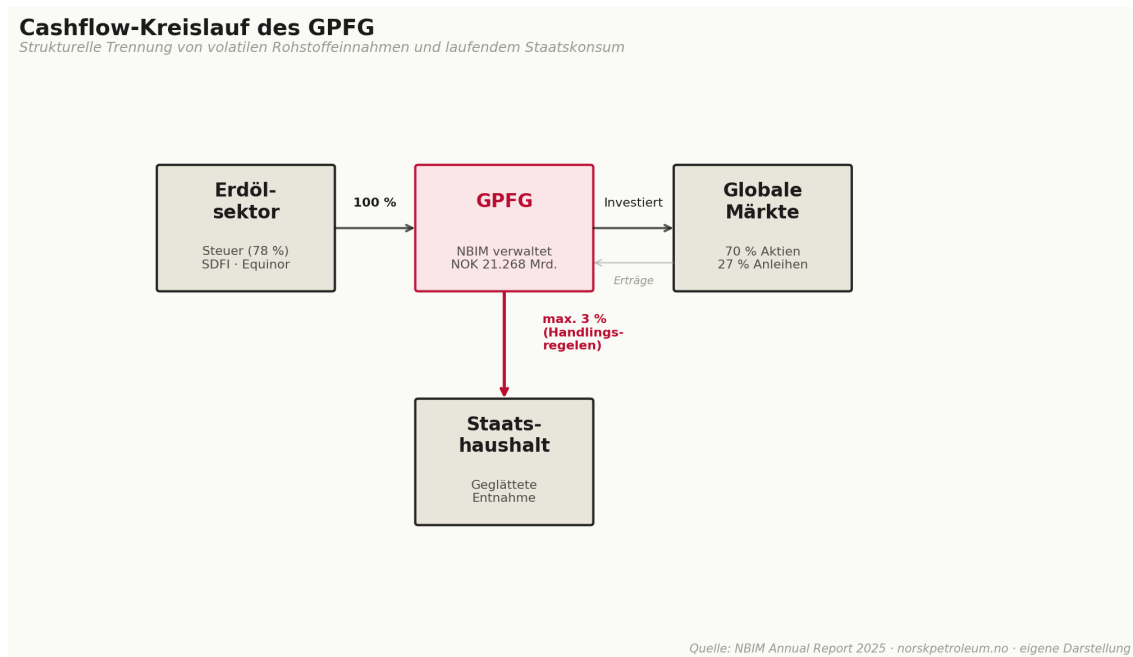 Cashflow-Kreislauf des GPFG
Strukturelle Trennung von volatilen Rohstoffeinnahmen und laufendem Staatskonsum
Erdöl-
sektor
Steuer (78 %)
SDFI · Equinor
100 %
GPFG
NBIM verwaltet
NOK 21.268 Mrd.
Investiert
Erträge
Globale
Märkte
70 % Aktien
27 % Anleihen
max. 3 %
(Handlings-
regelen)
Staats-
haushalt
Geglättete
Entnahme
Quelle: NBIM Annual Report 2025 · norskpetroleum.no · eigene Darstellung